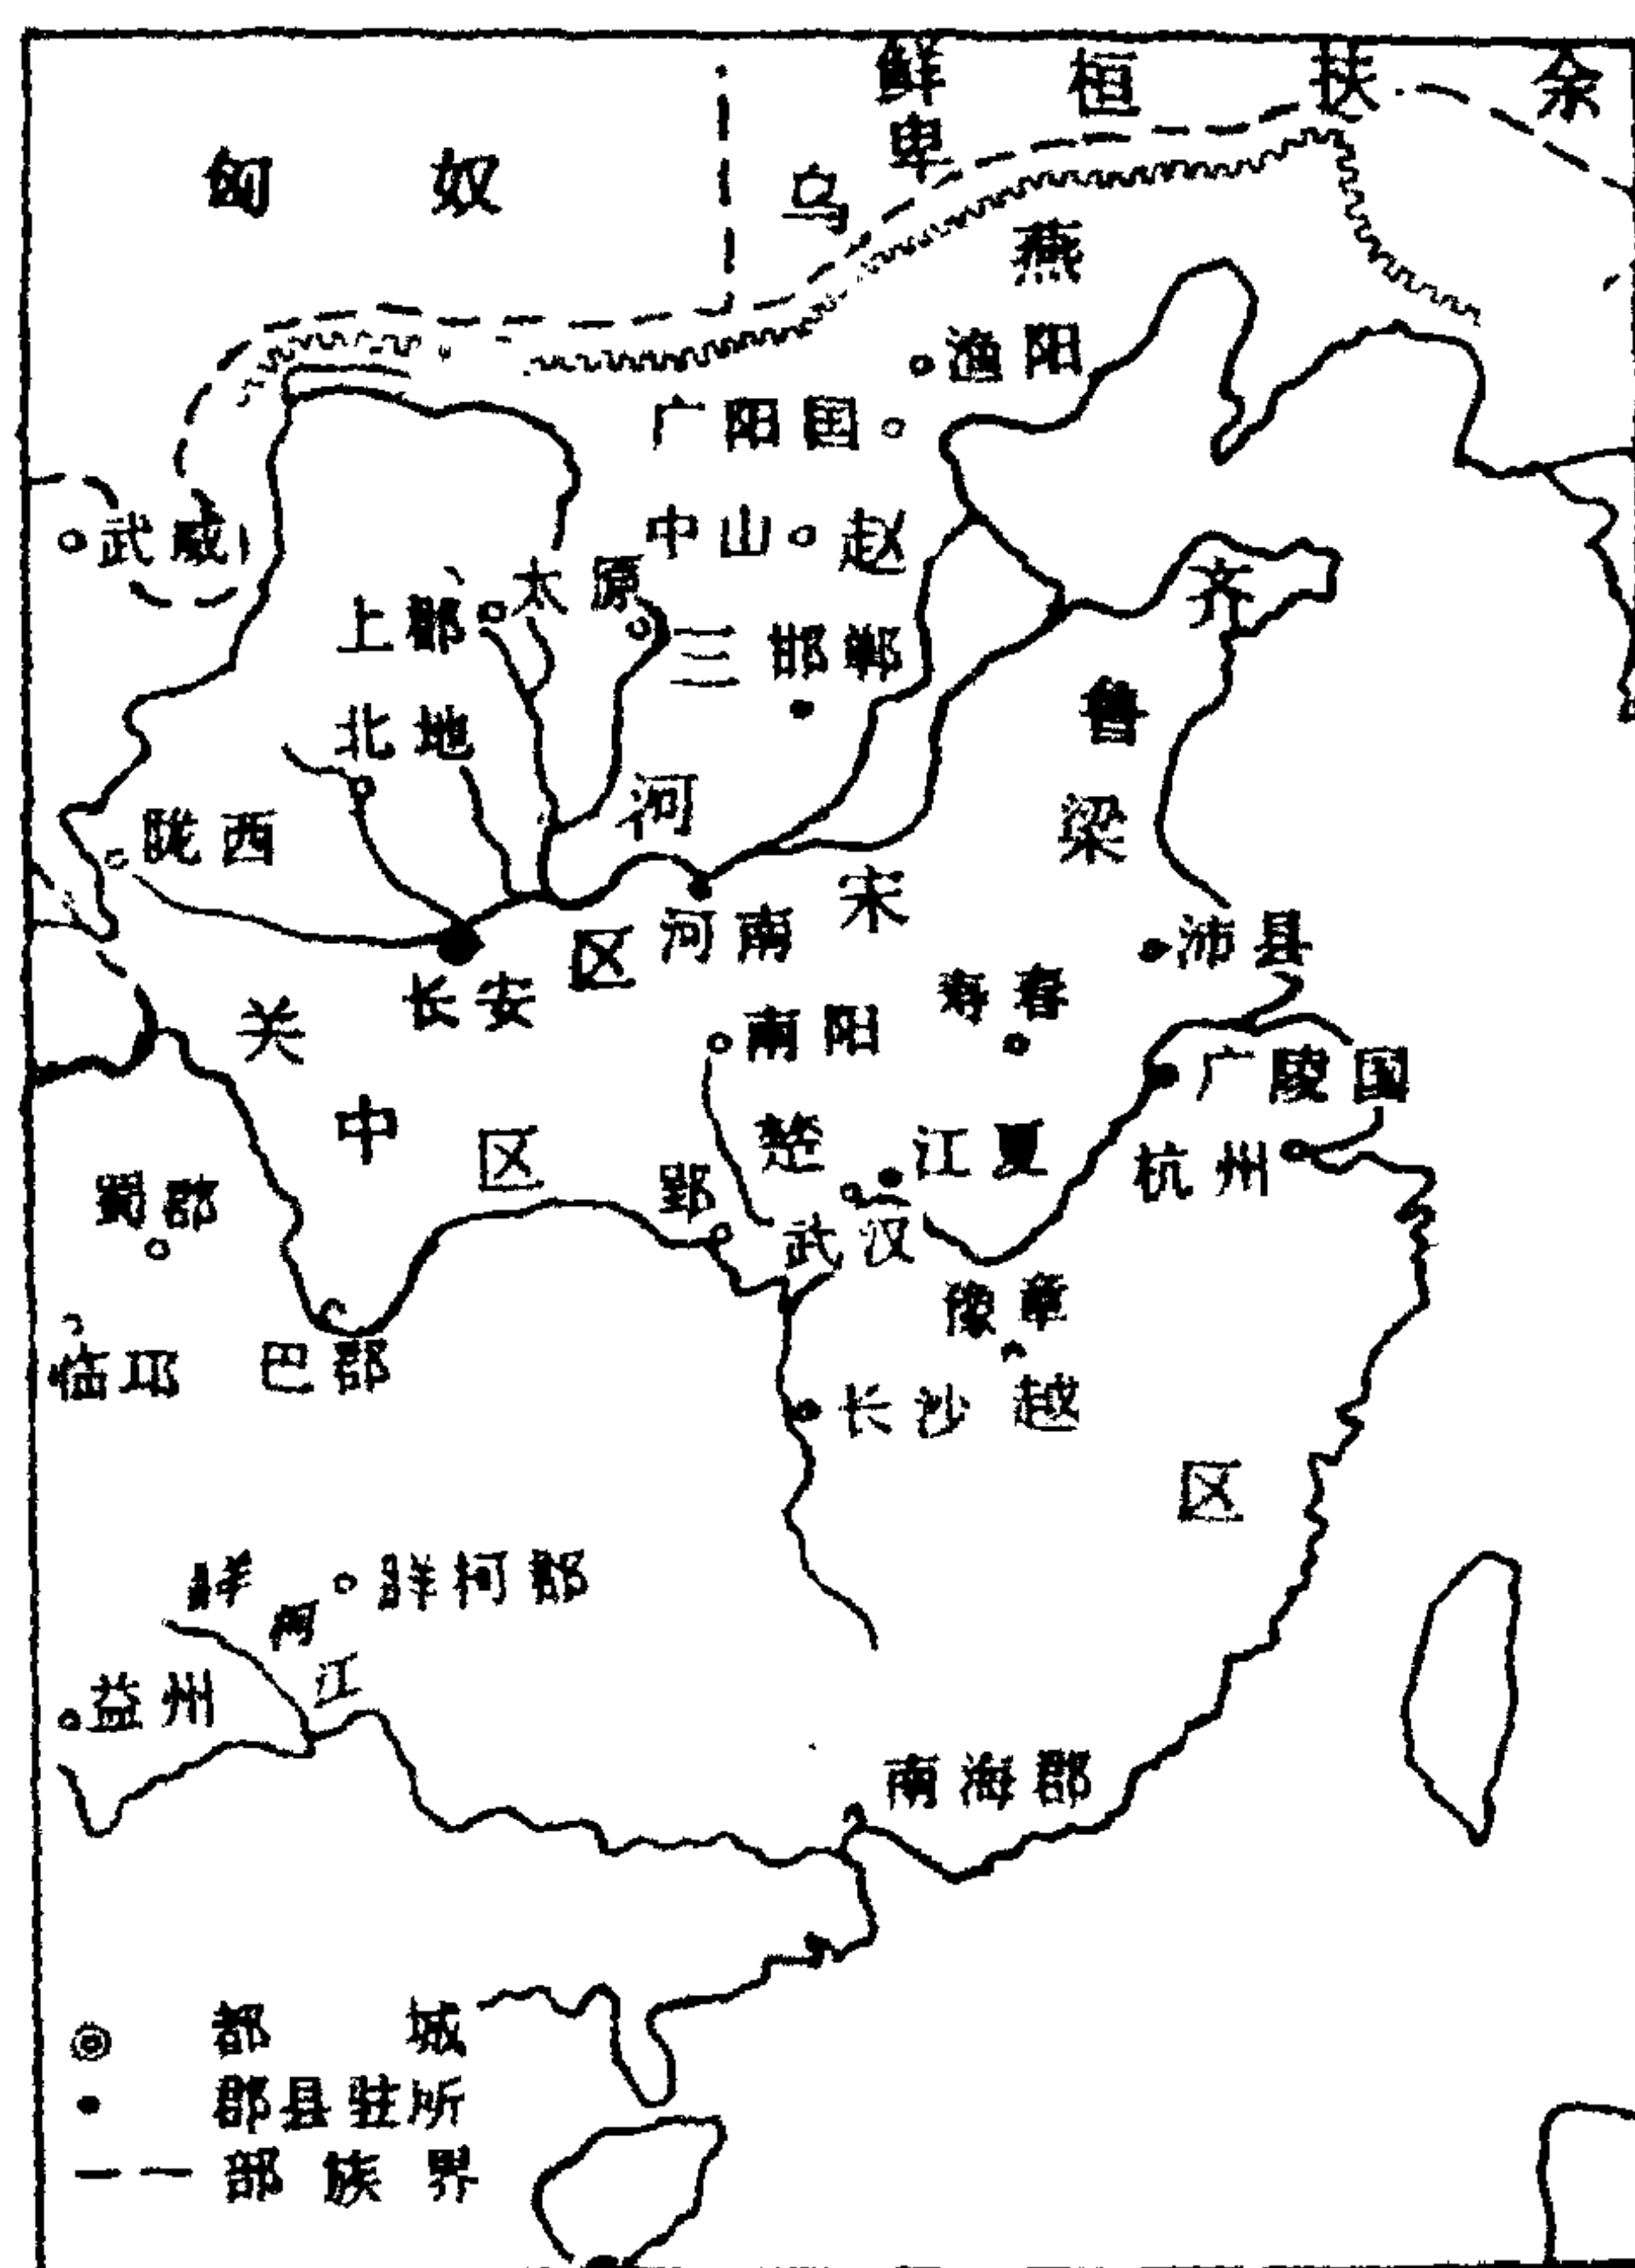 匈奴
鲜卑
乌桓
扶余
燕
渔阳
广阳国
中山
赵
武威
太原
上郡
三河区
邯郸
齐
鲁
北地
梁
陇西
宋
河南
沛县
长安
寿春
南阳
关中区
广陵国
楚
江夏
杭州
蜀郡
鄂
武汉
豫章
临邛
巴郡
长沙
越区
牂柯郡
牂柯江
益州
南海郡
都城
郡县驻所
部族界